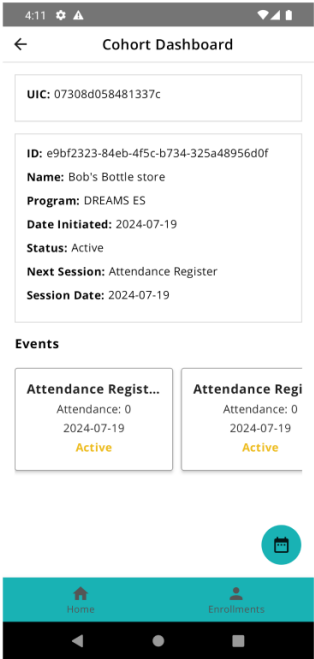 4:11
Cohort Dashboard
UIC: 07308d058481337c
ID: e9bf2323-84eb-4f5c-b734-325a48956d0f
Name: Bob's Bottle store
Program: DREAMS ES
Date Initiated: 2024-07-19
Status: Active
Next Session: Attendance Register
Session Date: 2024-07-19
Events
Attendance Regist...
Attendance: 0
2024-07-19
Active
Attendance Regi
Attendance: 0
2024-07-19
Active
Home
Enrollments